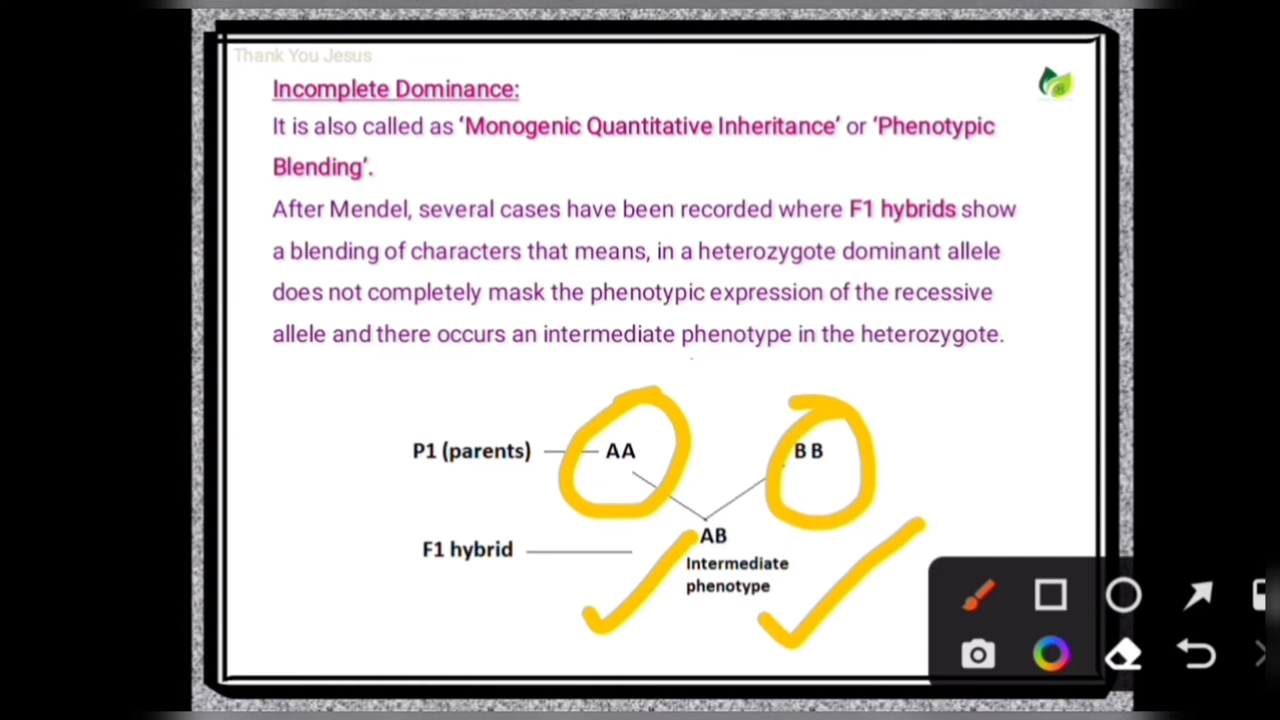 Thank You Jesus
Incomplete Dominance:
It is also called as ‘Monogenic Quantitative Inheritance’ or ‘Phenotypic
Blending’.
After Mendel, several cases have been recorded where F1 hybrids show
a blending of characters that means, in a heterozygote dominant allele
does not completely mask the phenotypic expression of the recessive
allele and there occurs an intermediate phenotype in the heterozygote.
P1 (parents) AA BB
AB
F1 hybrid
Intermediate
phenotype